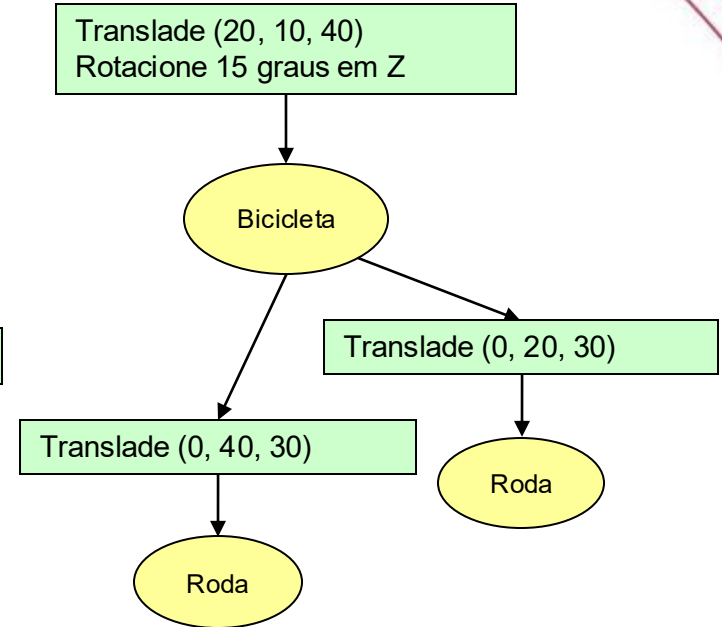 Translade (20, 10, 40)
Rotacione 15 graus em Z
Bicicleta
Translade (0, 20, 30)
Translade (0, 40, 30)
Roda
Roda